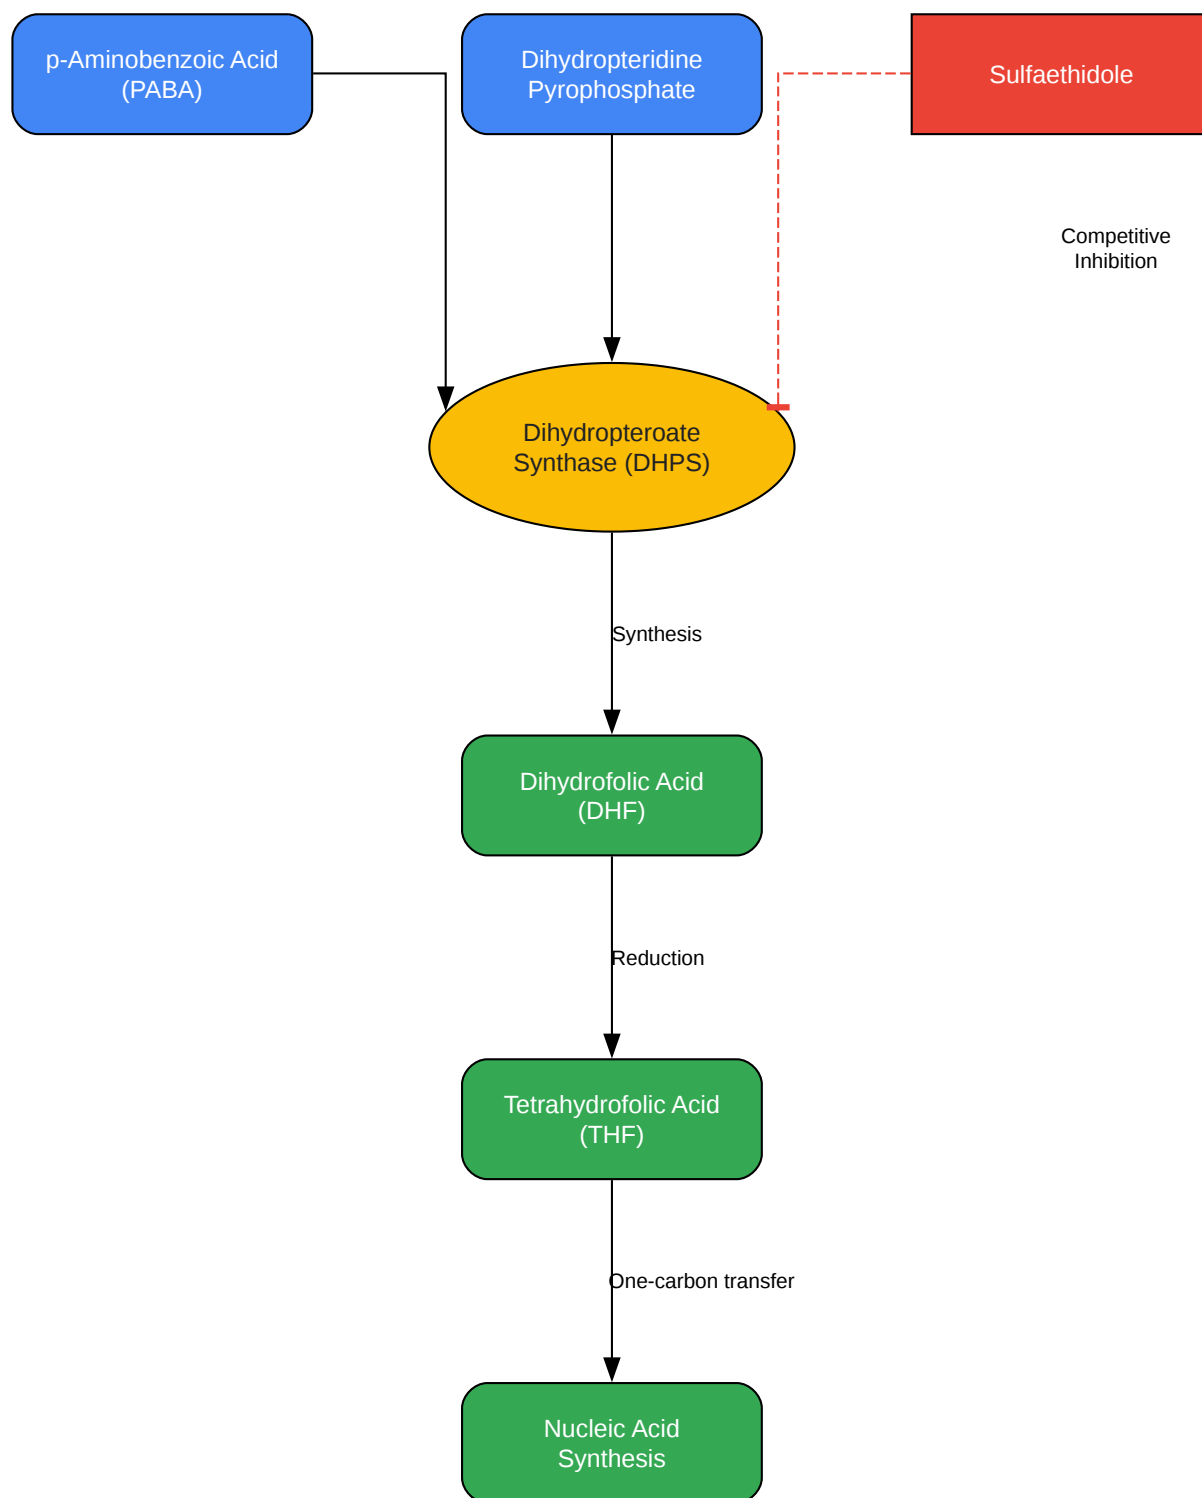 p-Aminobenzoic Acid
(PABA)
Dihydropteridine
Pyrophosphate
Sulfaethidole
Competitive
Inhibition
Dihydropteroate
Synthase (DHPS)
Synthesis
Dihydrofolic Acid
(DHF)
Reduction
Tetrahydrofolic Acid
(THF)
One-carbon transfer
Nucleic Acid
Synthesis